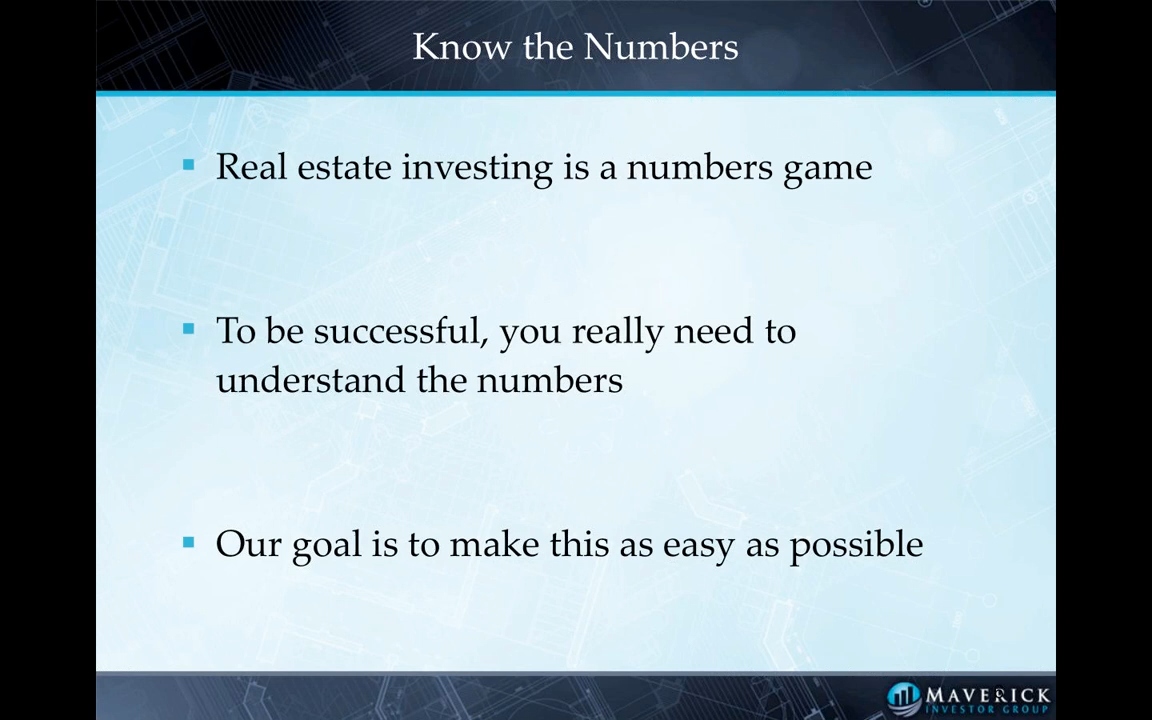 Know the Numbers
Real estate investing is a numbers game
To be successful, you really need to
understand the numbers
Our goal is to make this as easy as possible
MAVERICK
INVESTOR GROUP